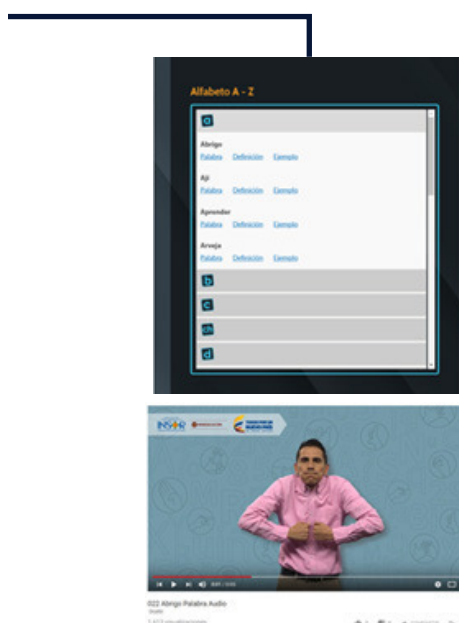 Alfabeto A - Z
a
Abrigo
Palabra Definición Ejemplo
Ají
Palabra Definición Ejemplo
Aprender
Palabra Definición Ejemplo
Arveja
Palabra Definición Ejemplo
b
c
ch
d
INSOR
022 Abrigo Palabra Audio